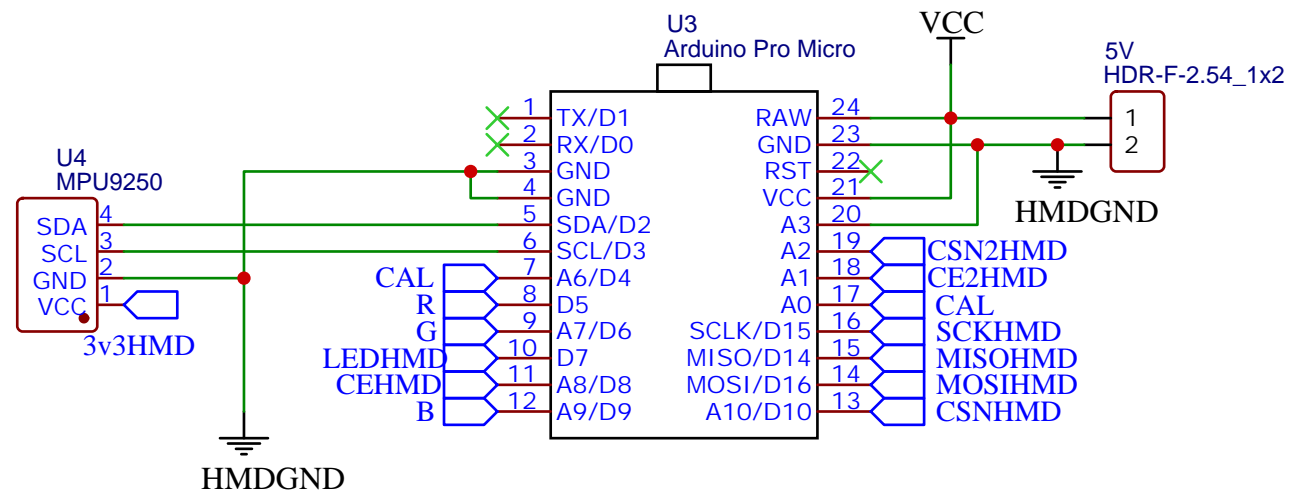 U3
Arduino Pro Micro
VCC
5V
HDR-F-2.54_1x2
U4
MPU9250
SDA 4
SCL 3
GND 2
VCC 1
3v3HMD
HMDGND
1 TX/D1
2 RX/D0
3 GND
4 GND
5 SDA/D2
6 SCL/D3
CAL 7 A6/D4
R 8 D5
G 9 A7/D6
LEDHMD 10 D7
CEHMD 11 A8/D8
B 12 A9/D9
RAW 24
GND 23
RST 22
VCC 21
A3 20
A2 19 CSN2HMD
A1 18 CE2HMD
A0 17 CAL
SCLK/D15 16 SCKHMD
MISO/D14 15 MISOHMD
MOSI/D16 14 MOSIHMD
A10/D10 13 CSNHMD
1
2
HMDGND